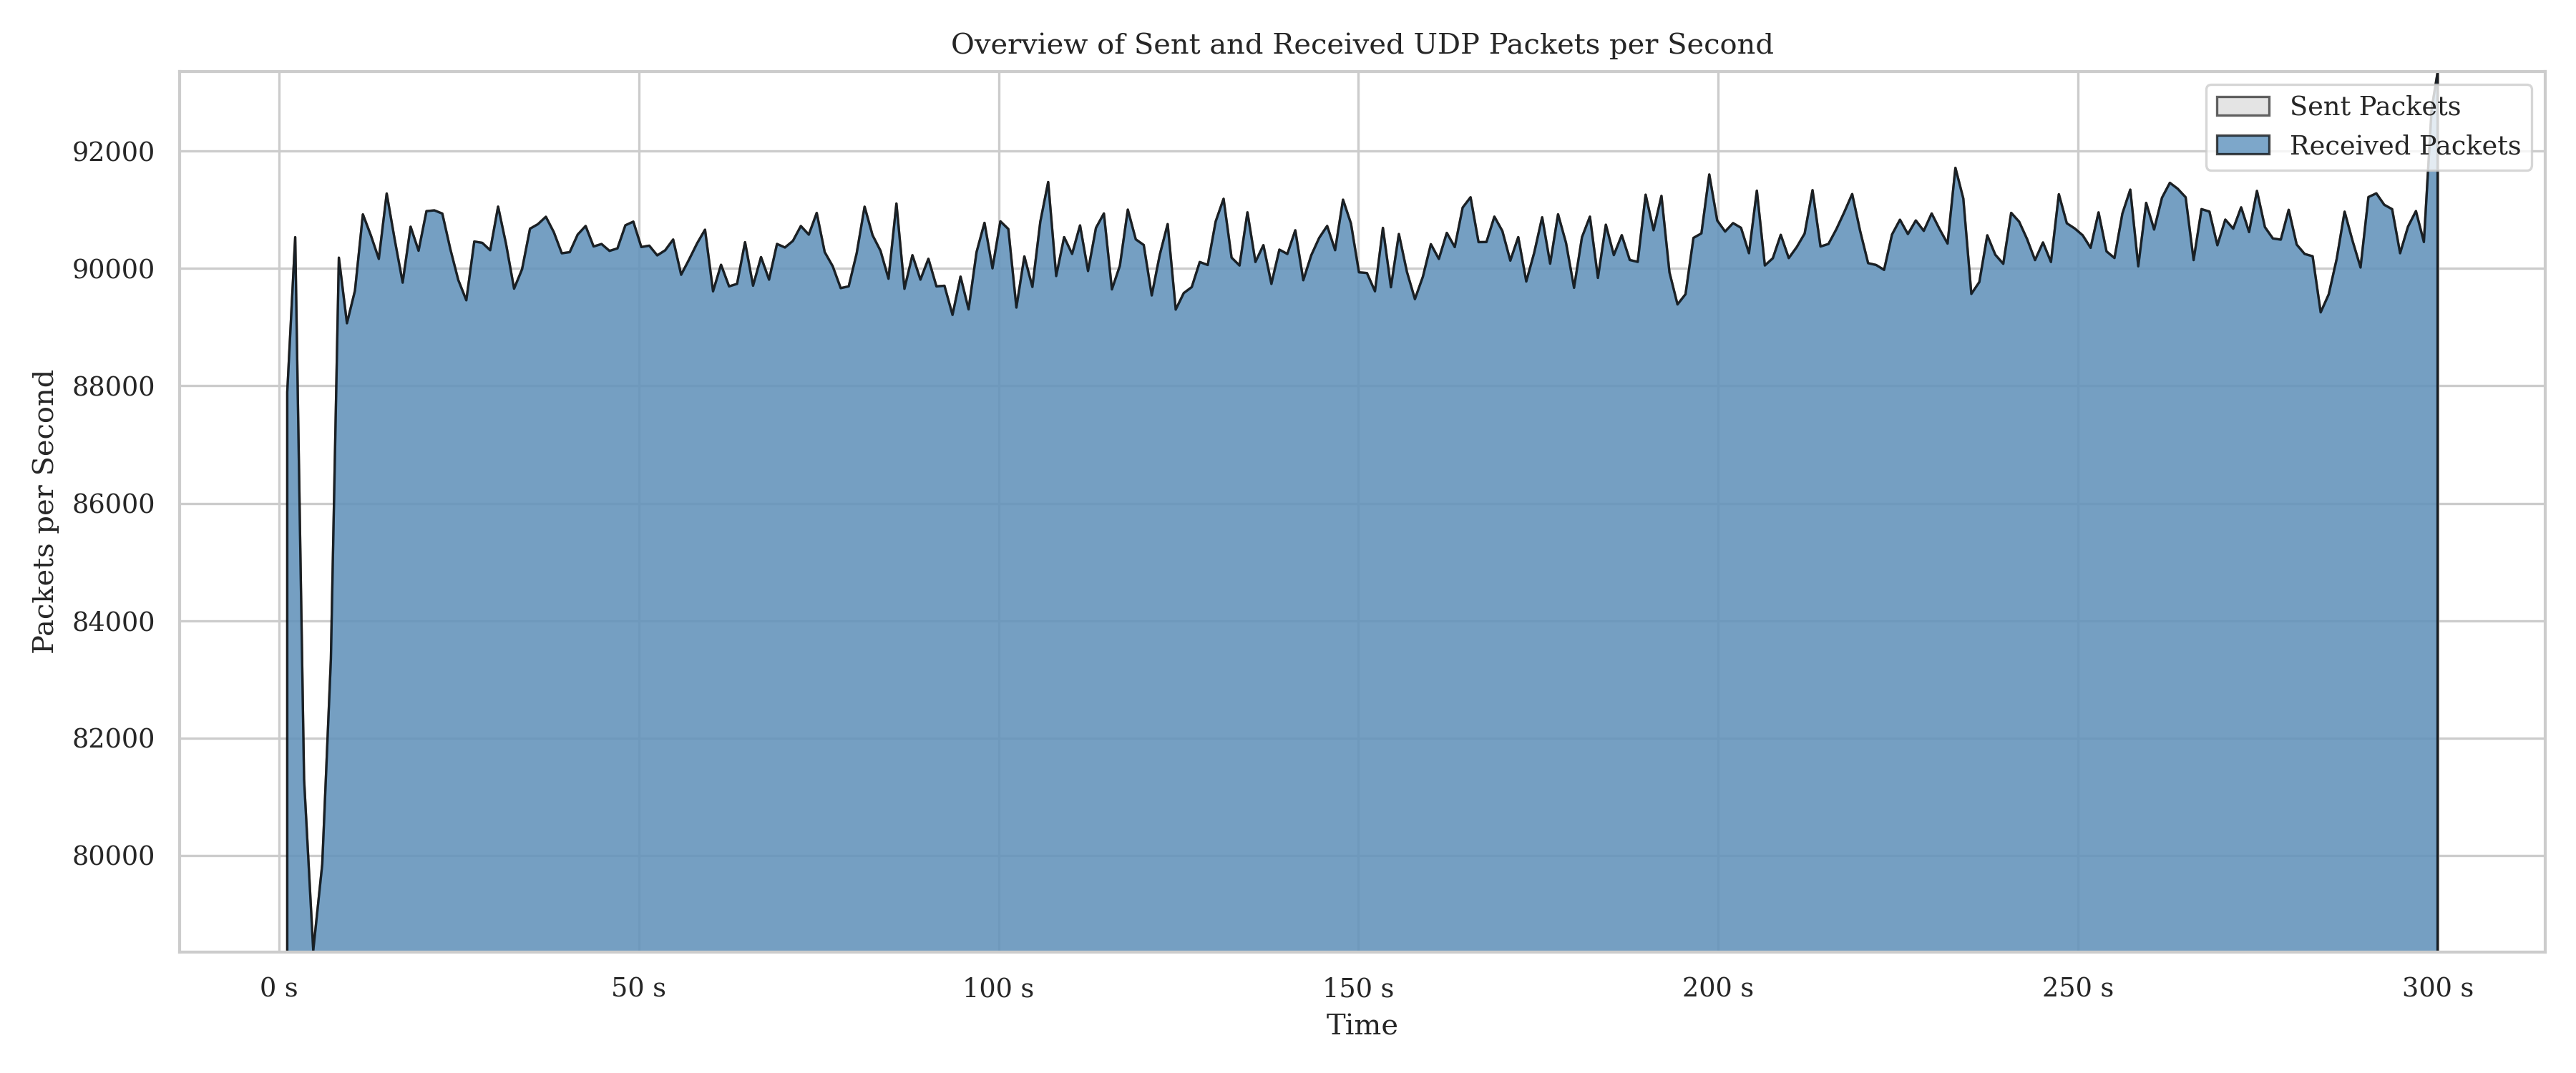 Overview of Sent and Received UDP Packets per Second
Sent Packets
Received Packets
Packets per Second
92000
90000
88000
86000
84000
82000
80000
0 s
50 s
100 s
150 s
200 s
250 s
300 s
Time